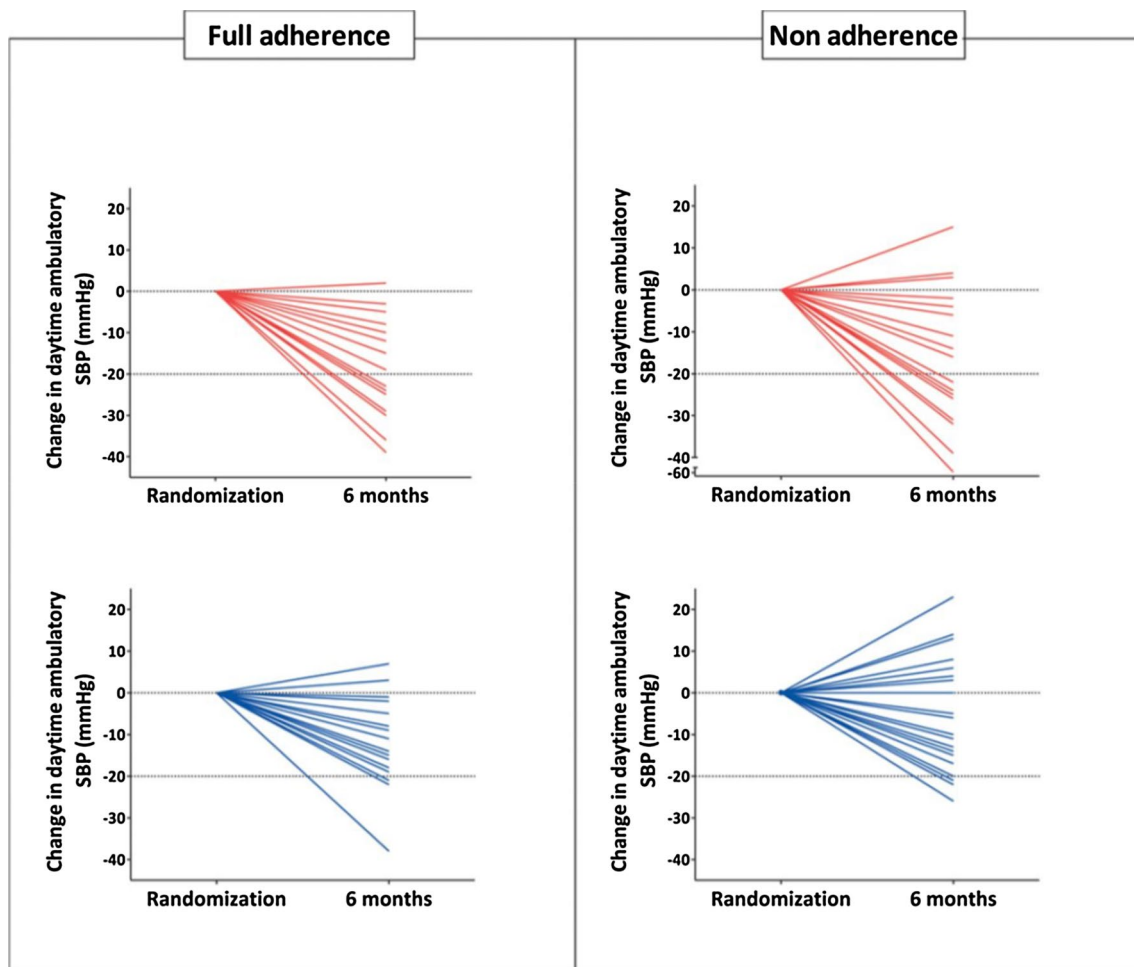 Full adherence
Non adherence
Change in daytime ambulatory
SBP (mmHg)
20
10
0
-10
-20
-30
-40
Randomization
6 months
Change in daytime ambulatory
SBP (mmHg)
20
10
0
-10
-20
-30
-40
-60
Randomization
6 months
Change in daytime ambulatory
SBP (mmHg)
20
10
0
-10
-20
-30
-40
Randomization
6 months
Change in daytime ambulatory
SBP (mmHg)
20
10
0
-10
-20
-30
-40
Randomization
6 months